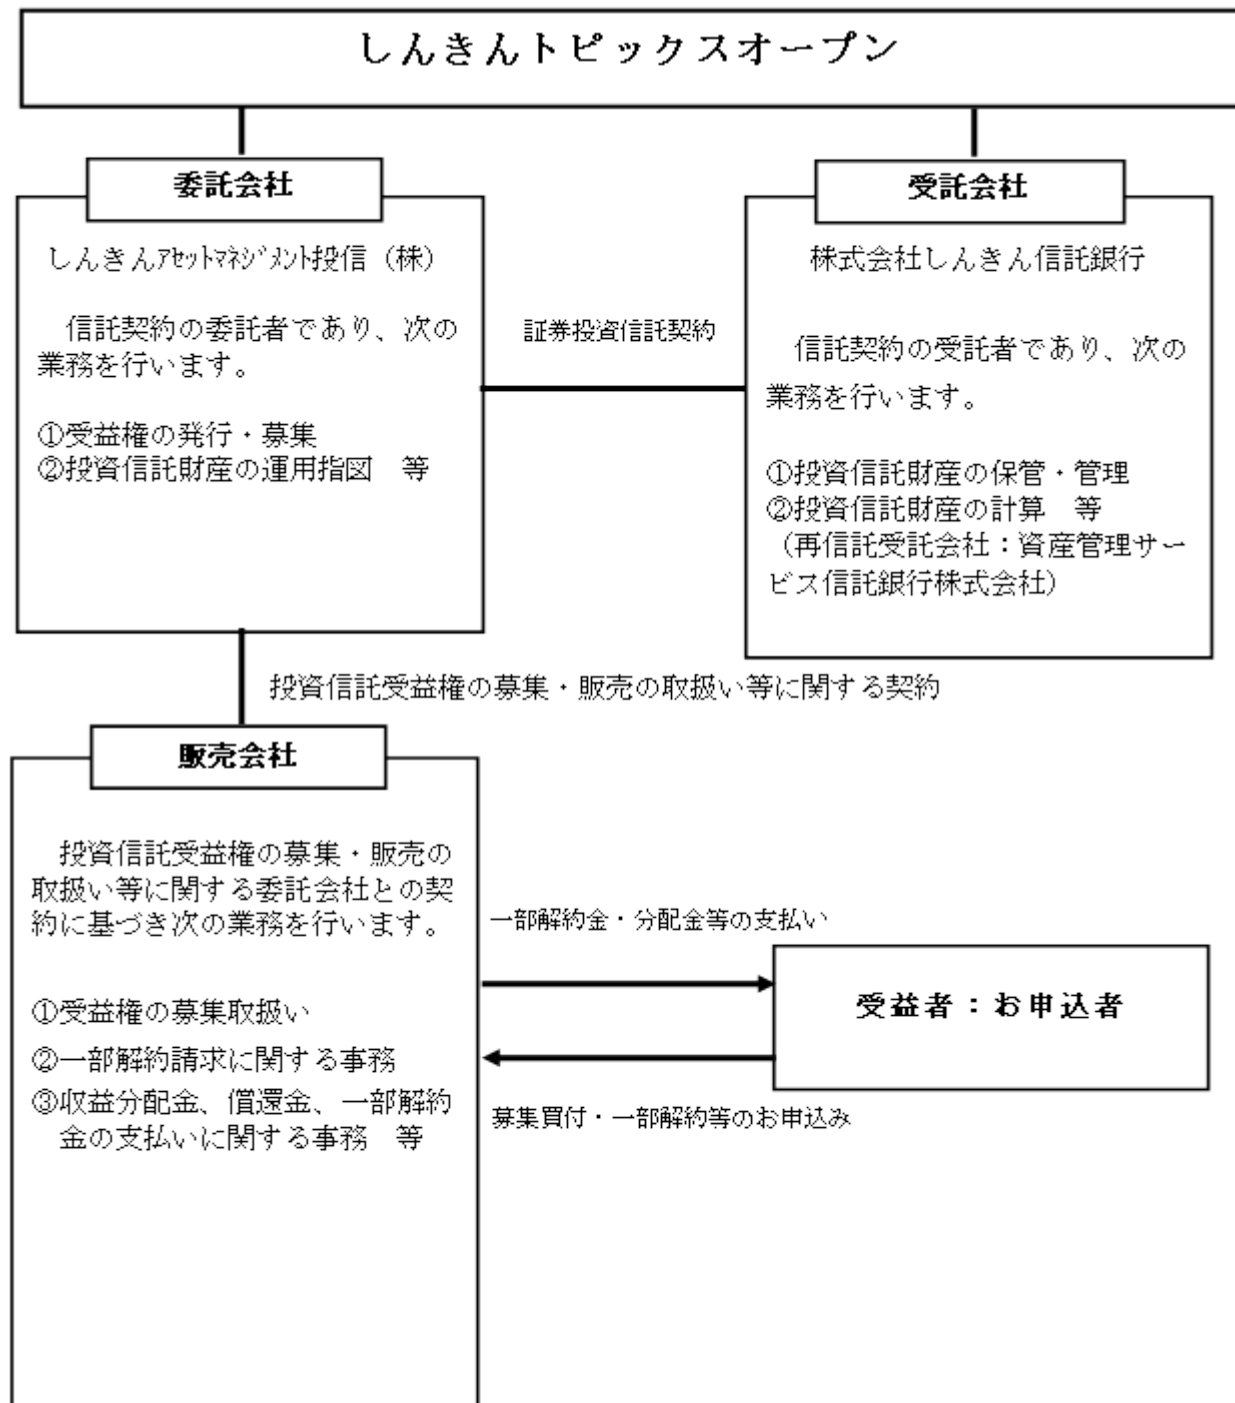 しんきんトピックスオープン
委託会社
しんきんｱｾｯﾄﾏﾈｼﾞﾒﾝﾄ投信（株）
信託契約の委託者であり、次の
業務を行います。
①受益権の発行・募集
②投資信託財産の運用指図　等
証券投資信託契約
受託会社
株式会社しんきん信託銀行
信託契約の受託者であり、次の
業務を行います。
①投資信託財産の保管・管理
②投資信託財産の計算　等
（再信託受託会社：資産管理サー
ビス信託銀行株式会社）
投資信託受益権の募集・販売の取扱い等に関する契約
販売会社
投資信託受益権の募集・販売の
取扱い等に関する委託会社との契
約に基づき次の業務を行います。
①受益権の募集取扱い
②一部解約請求に関する事務
③収益分配金、償還金、一部解約
金の支払いに関する事務　等
一部解約金・分配金等の支払い
受益者：お申込者
募集買付・一部解約等のお申込み